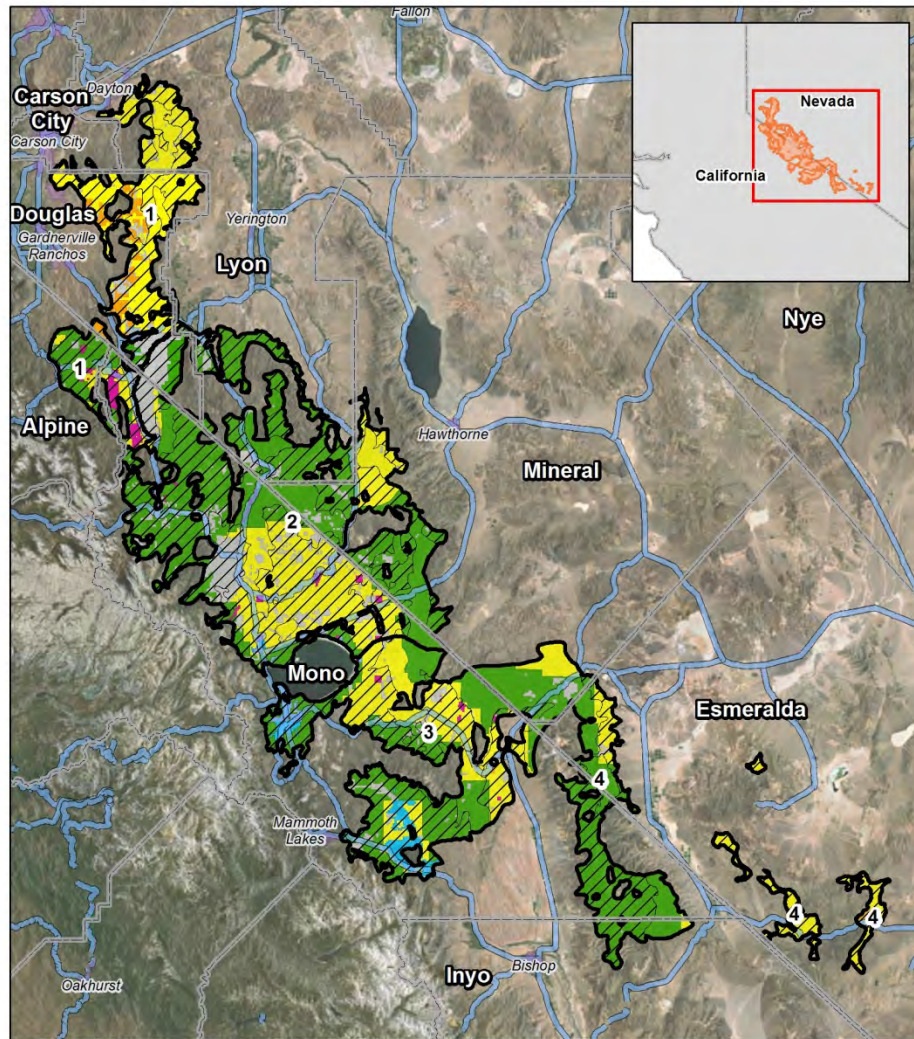 Fallon
Dayton
Carson
City
Carson City
Nevada
California
Douglas
Gardnerville
Ranchos
1
Yerington
Lyon
Nye
1
Alpine
Hawthorne
Mineral
2
Mono
Esmeralda
3
4
Mammoth
Lakes
4
4
Inyo
Bishop
Oakhurst